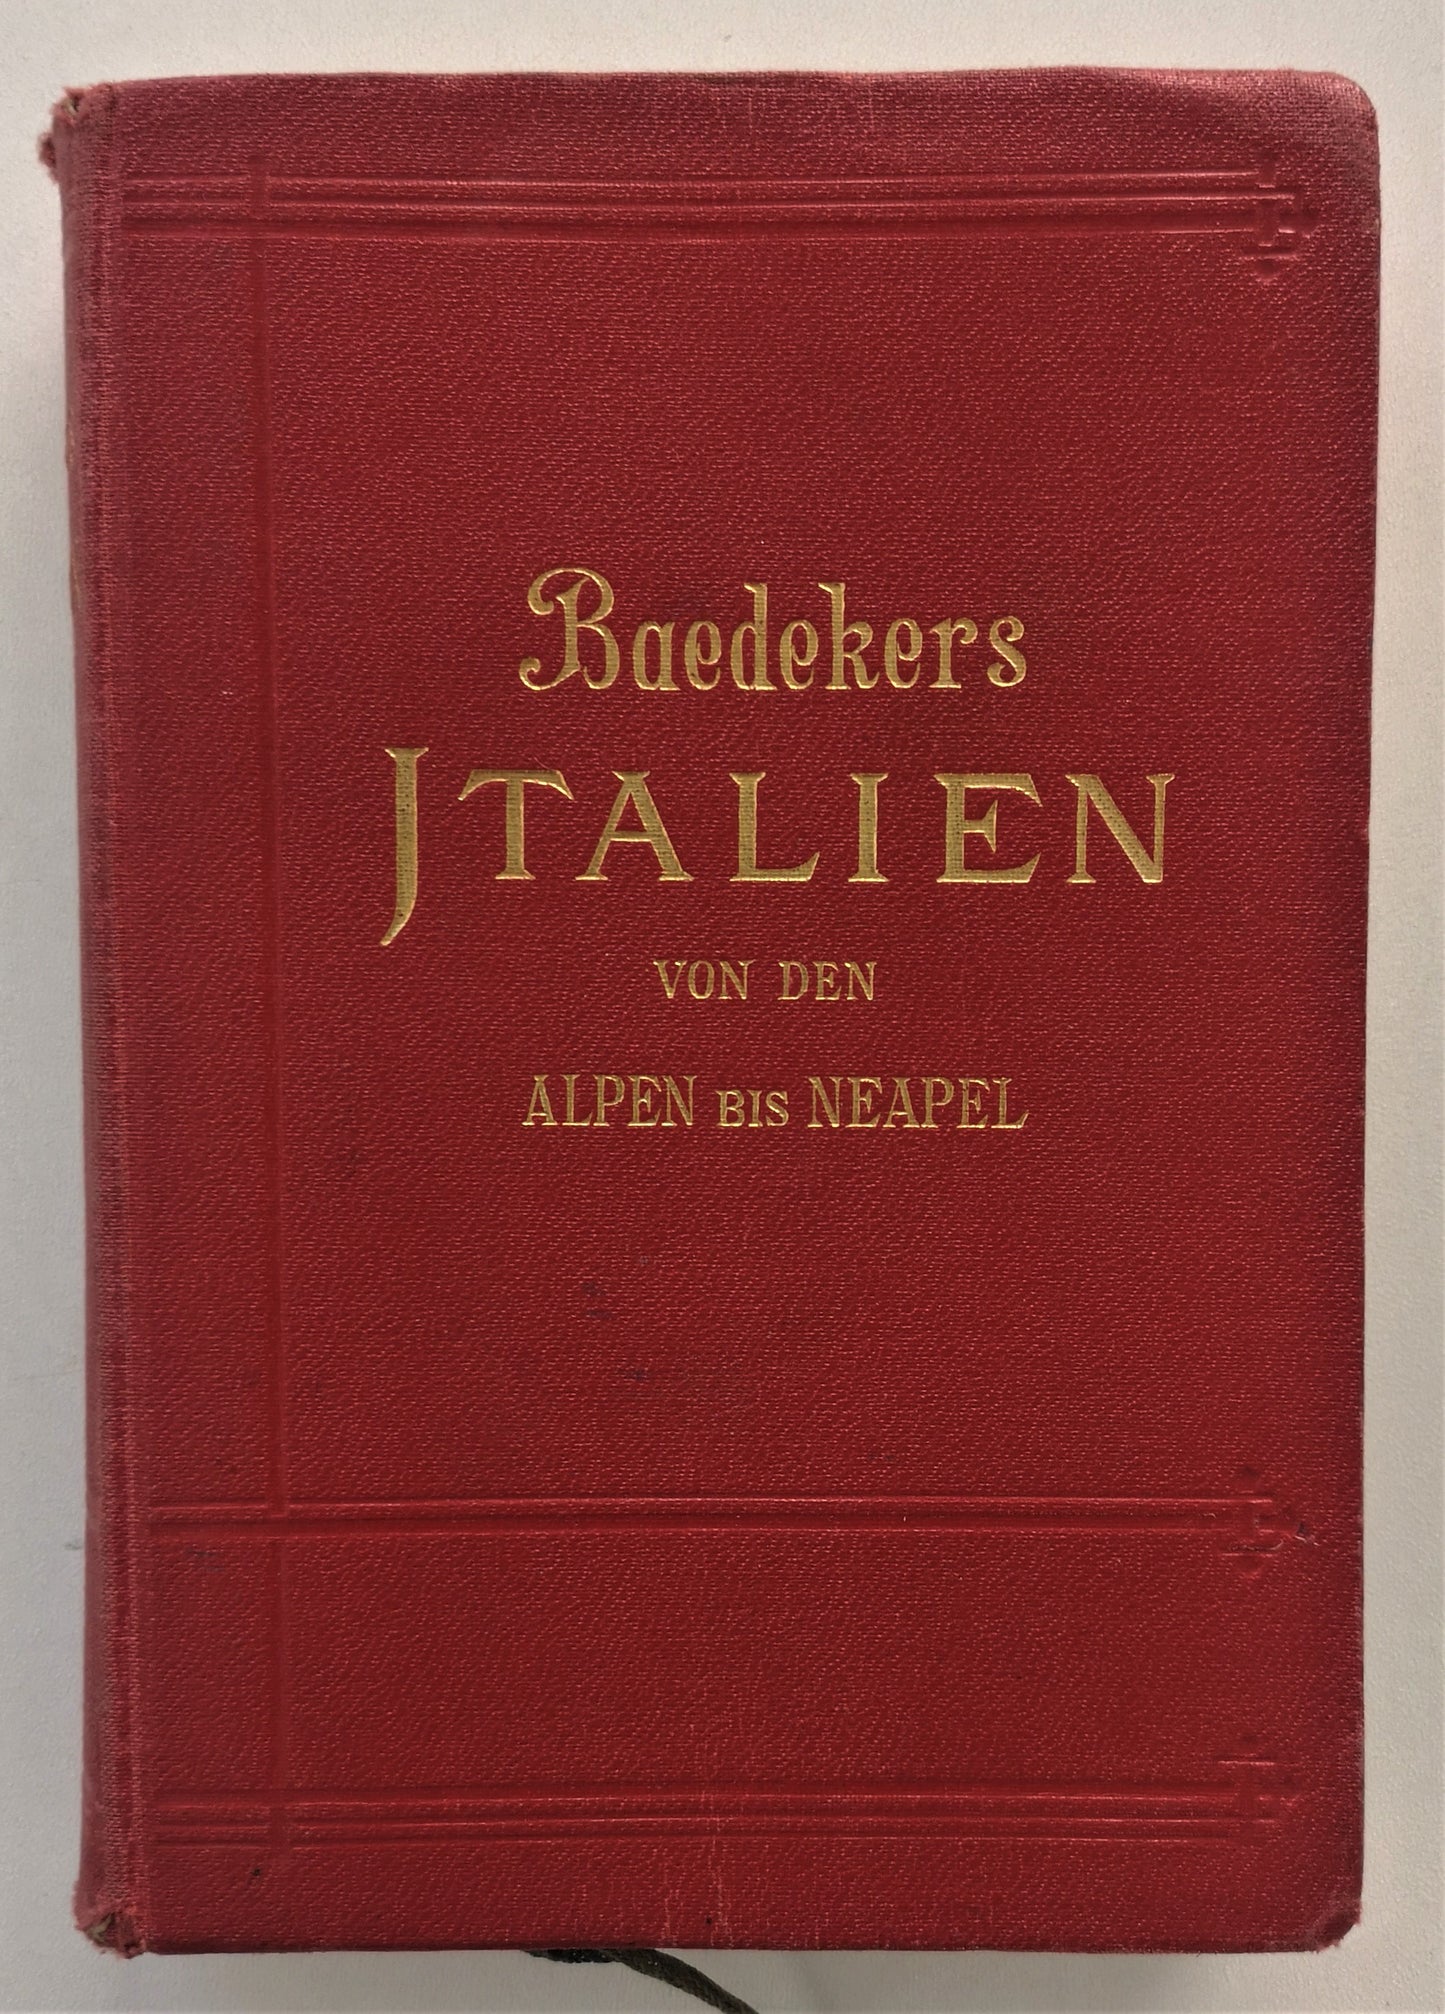 Baedekers
JTALIEN
VON DEN
ALPEN BIS NEAPEL